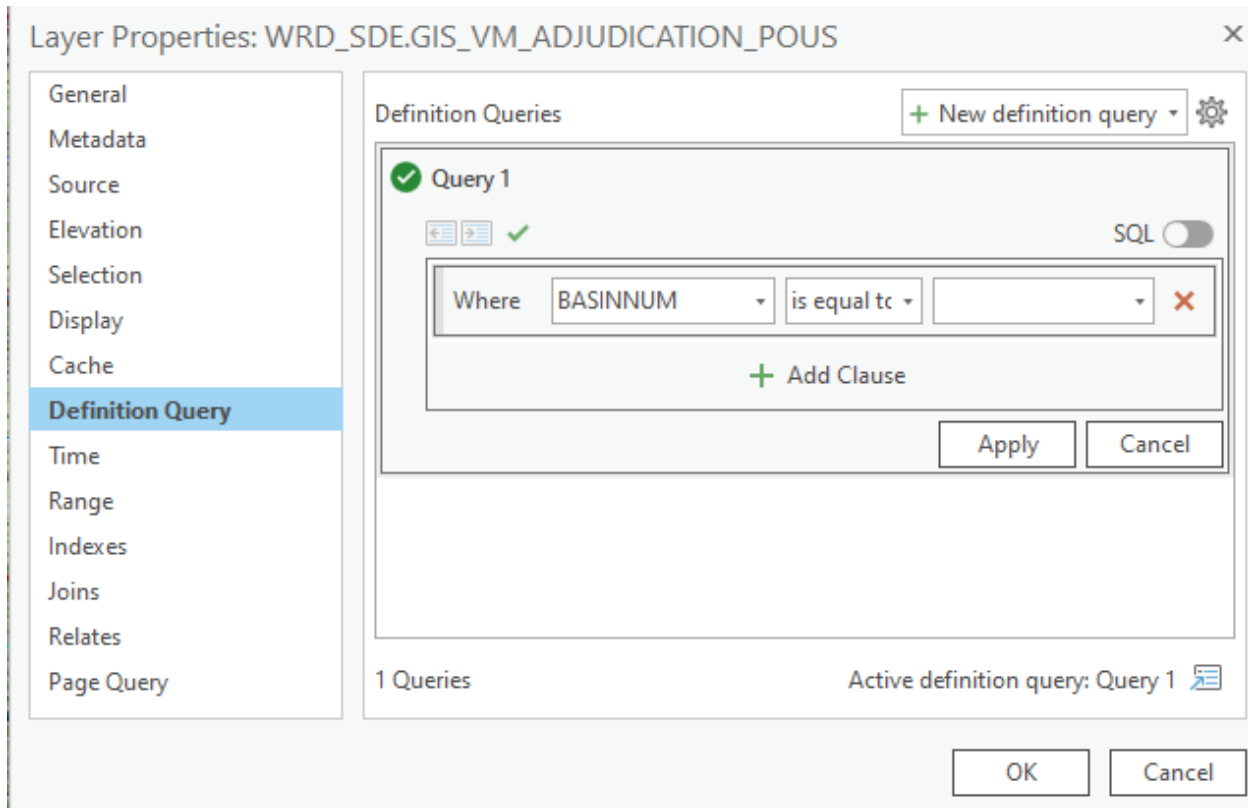 Layer Properties: WRD_SDE.GIS_VM_ADJUDICATION_POUS
General
Metadata
Source
Elevation
Selection
Display
Cache
Definition Query
Time
Range
Indexes
Joins
Relates
Page Query
Definition Queries
New definition query
Query 1
SQL
Where BASINNUM is equal to
Add Clause
Apply Cancel
1 Queries Active definition query: Query 1
OK Cancel